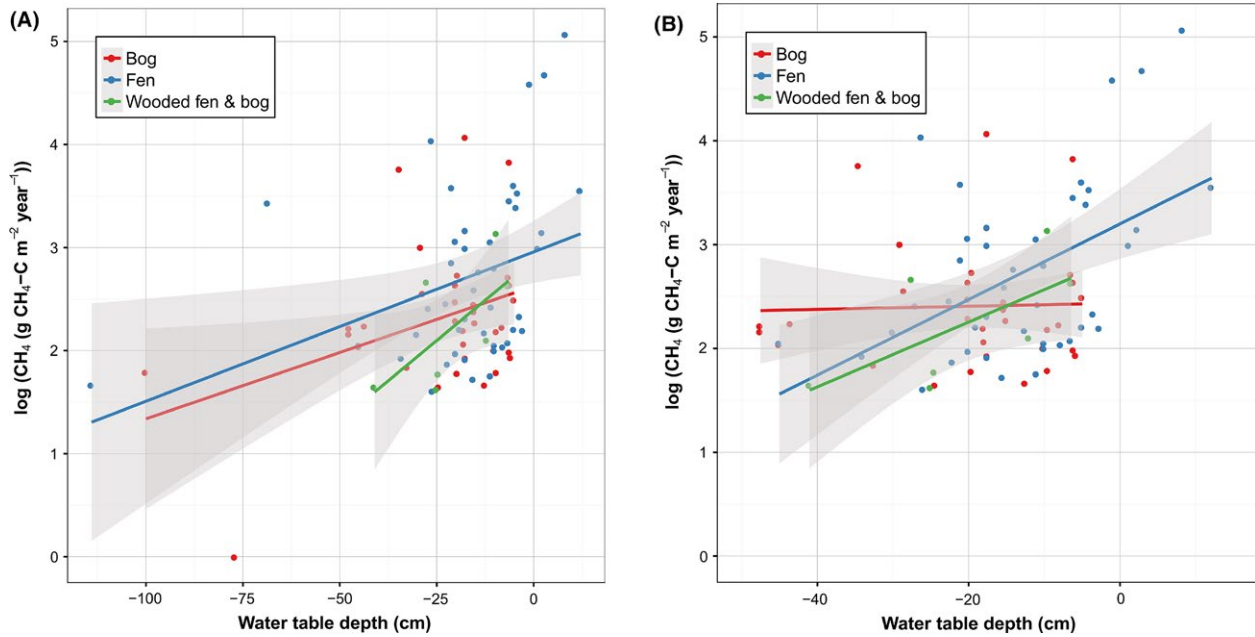 (A)
5
4
3
2
1
0
log (CH₄ (g CH₄−C m⁻² year⁻¹))
Bog
Fen
Wooded fen & bog
−100
−75
−50
−25
0
Water table depth (cm)
(B)
5
4
3
2
1
0
log (CH₄ (g CH₄−C m⁻² year⁻¹))
Bog
Fen
Wooded fen & bog
−40
−20
0
Water table depth (cm)